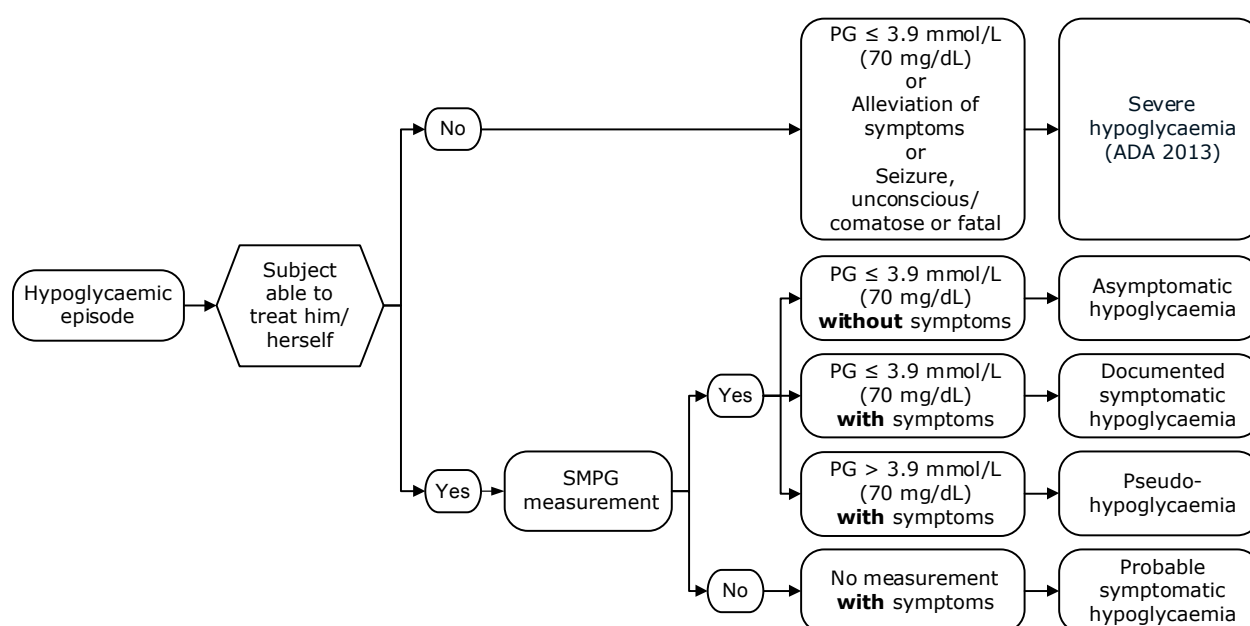 Hypoglycaemic
episode
Subject
able to
treat him/
herself
No
PG ≤ 3.9 mmol/L
(70 mg/dL)
or
Alleviation of
symptoms
or
Seizure,
unconscious/
comatose or fatal
Severe
hypoglycaemia
(ADA 2013)
Yes
SMPG
measurement
Yes
PG ≤ 3.9 mmol/L
(70 mg/dL)
without symptoms
Asymptomatic
hypoglycaemia
PG ≤ 3.9 mmol/L
(70 mg/dL)
with symptoms
Documented
symptomatic
hypoglycaemia
PG > 3.9 mmol/L
(70 mg/dL)
with symptoms
Pseudo-
hypoglycaemia
No
No measurement
with symptoms
Probable
symptomatic
hypoglycaemia